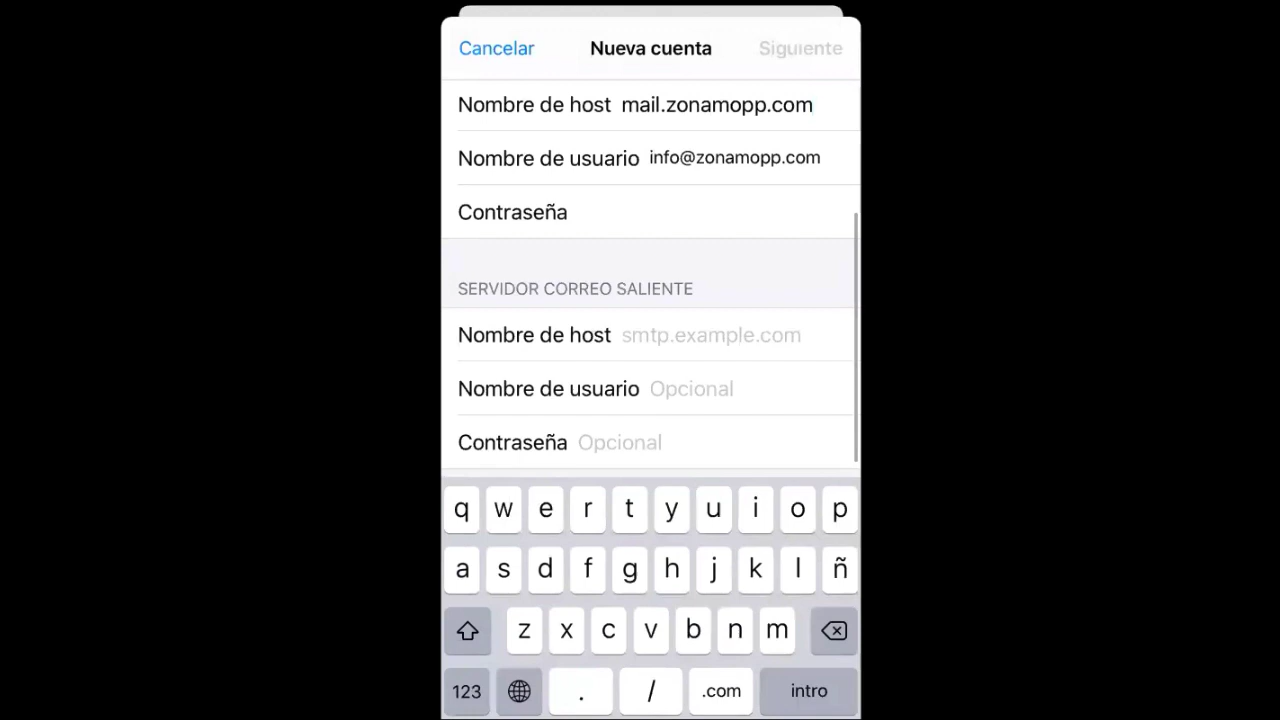 Cancelar Nueva cuenta Siguiente
Nombre de host mail.zonamopp.com
Nombre de usuario info@zonamopp.com
Contraseña
SERVIDOR CORREO SALIENTE
Nombre de host smtp.example.com
Nombre de usuario Opcional
Contraseña Opcional
q w e r t y u i o p
a s d f g h j k l ñ
z x c v b n m
123 . / .com intro